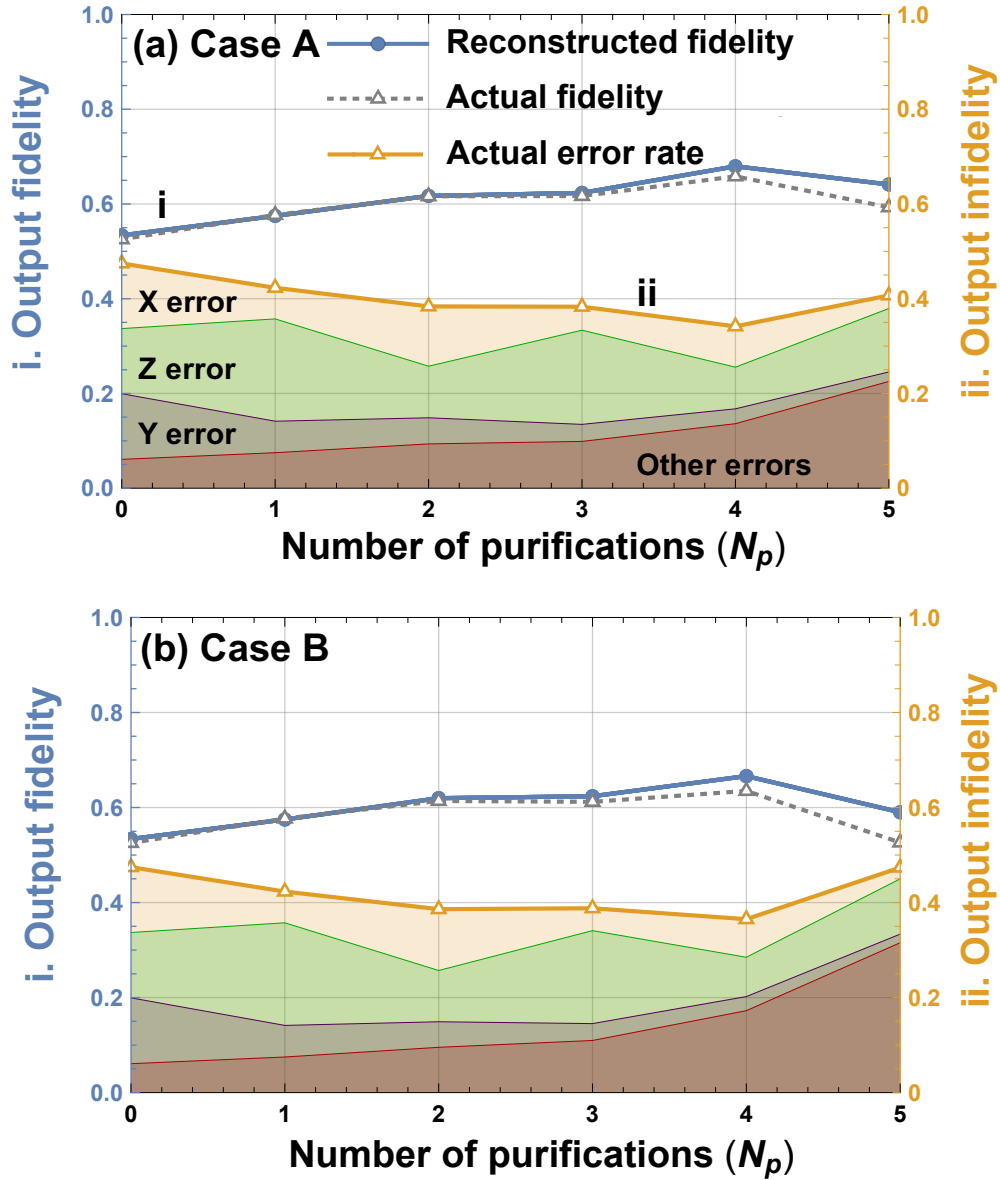 (a) Case A
Reconstructed fidelity
Actual fidelity
Actual error rate
i. Output fidelity
ii. Output infidelity
1.0
0.8
0.6
0.4
0.2
0.0
1.0
0.8
0.6
0.4
0.2
0
i
ii
X error
Z error
Y error
Other errors
0 1 2 3 4 5
Number of purifications (Np)
(b) Case B
i. Output fidelity
ii. Output infidelity
1.0
0.8
0.6
0.4
0.2
0.0
1.0
0.8
0.6
0.4
0.2
0
0 1 2 3 4 5
Number of purifications (Np)